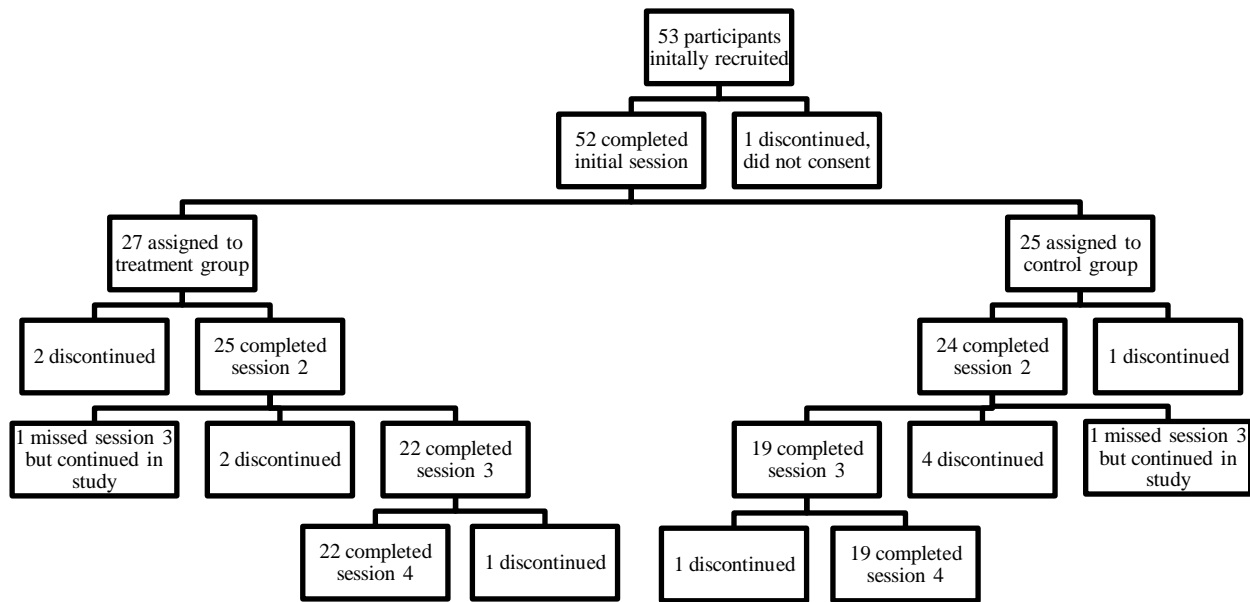 53 participants
initally recruited
52 completed
initial session
1 discontinued,
did not consent
27 assigned to
treatment group
25 assigned to
control group
2 discontinued
25 completed
session 2
24 completed
session 2
1 discontinued
1 missed session 3
but continued in
study
2 discontinued
22 completed
session 3
19 completed
session 3
4 discontinued
1 missed session 3
but continued in
study
22 completed
session 4
1 discontinued
1 discontinued
19 completed
session 4